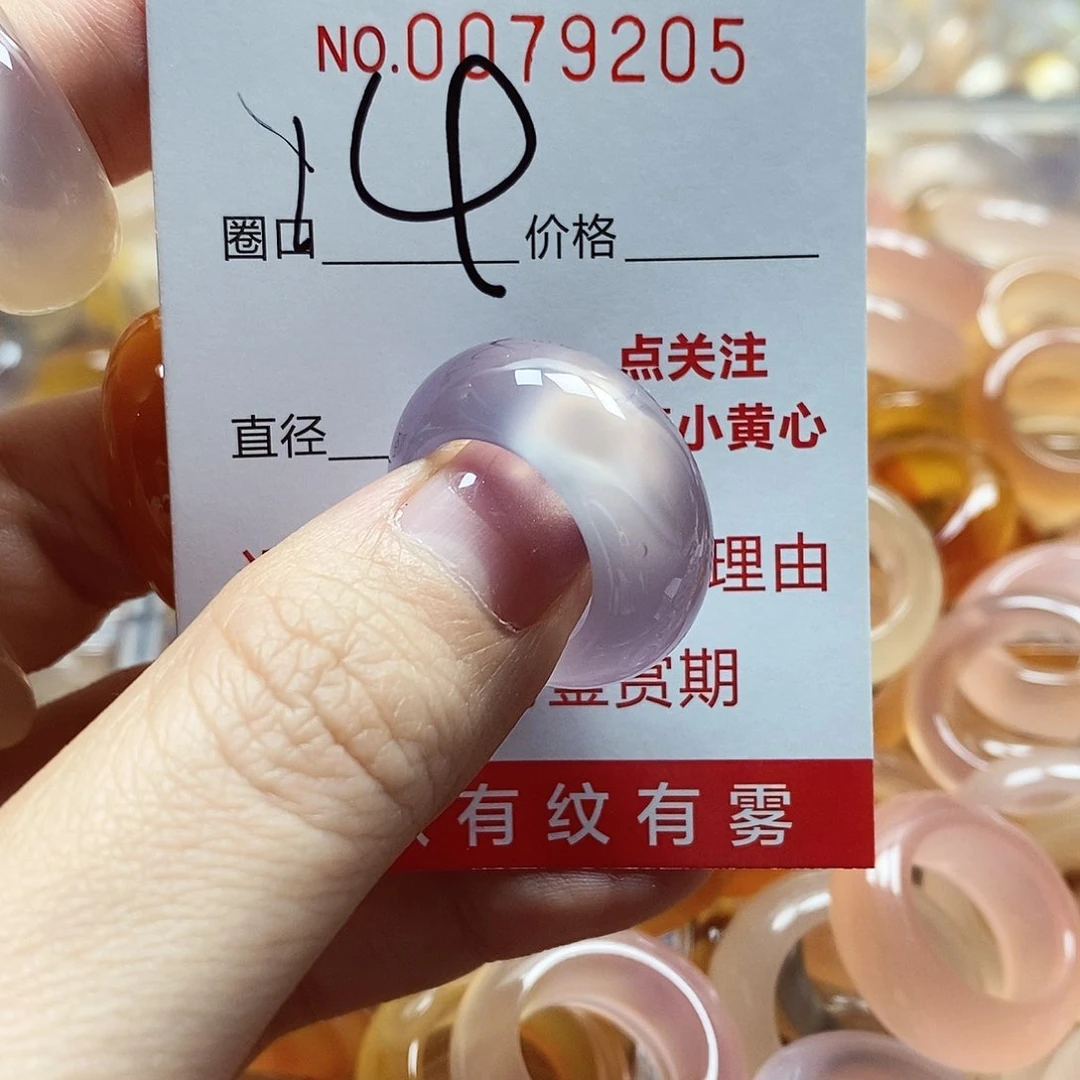 NO.0079205
圈口 14 价格
点关注
直径 小黄心
理由
鉴赏期
有纹有雾